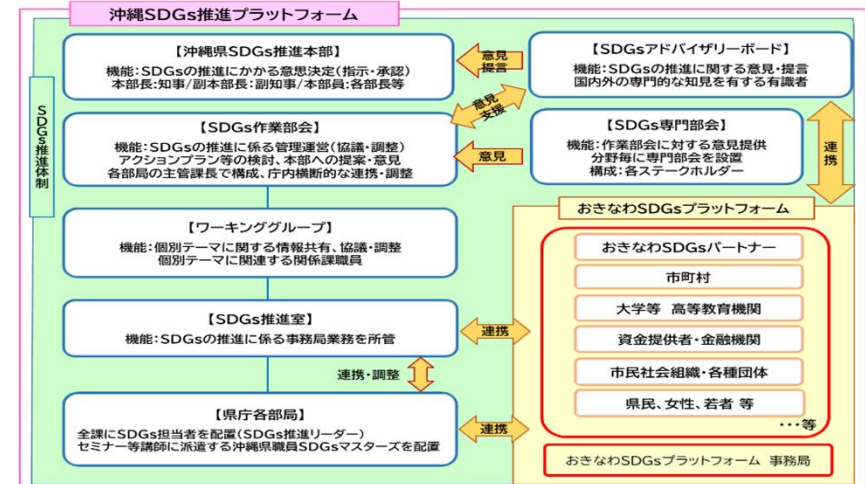 沖縄SDGs推進プラットフォーム
SDGs推進体制
【沖縄県SDGs推進本部】
機能:SDGsの推進にかかる意思決定(指示・承認)
本部長:知事/副本部長:副知事/本部員:各部長等
意見
提言
【SDGsアドバイザリーボード】
機能:SDGsの推進に関する意見・提言
国内外の専門的な知見を有する有識者
意見
支援
【SDGs作業部会】
機能:SDGsの推進に係る管理運営(協議・調整)
アクションプラン等の検討、本部への提案・意見
各部局の主管課長で構成、庁内横断的な連携・調整
意見
【SDGs専門部会】
機能:作業部会に対する意見提供
分野毎に専門部会を設置
構成:各ステークホルダー
連携
【ワーキンググループ】
機能:個別テーマに関する情報共有、協議・調整
個別テーマに関連する関係課職員
【SDGs推進室】
機能:SDGsの推進に係る事務局業務を所管
連携
連携・調整
【県庁各部局】
全課にSDGs担当者を配置(SDGs推進リーダー)
セミナー等講師に派遣する沖縄県職員SDGsマスターズを配置
連携
おきなわSDGsプラットフォーム
おきなわSDGsパートナー
市町村
大学等 高等教育機関
資金提供者・金融機関
市民社会組織・各種団体
県民、女性、若者 等
・・・等
おきなわSDGsプラットフォーム 事務局